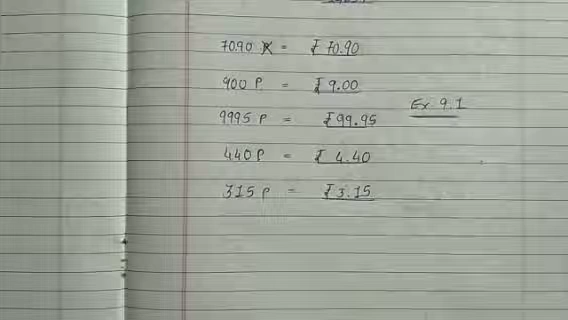 7090 P = ₹ 70.90
900 P = ₹ 9.00
Ex 9.1
9995 P = ₹ 99.95
440 P = ₹ 4.40
315 P = ₹ 3.15